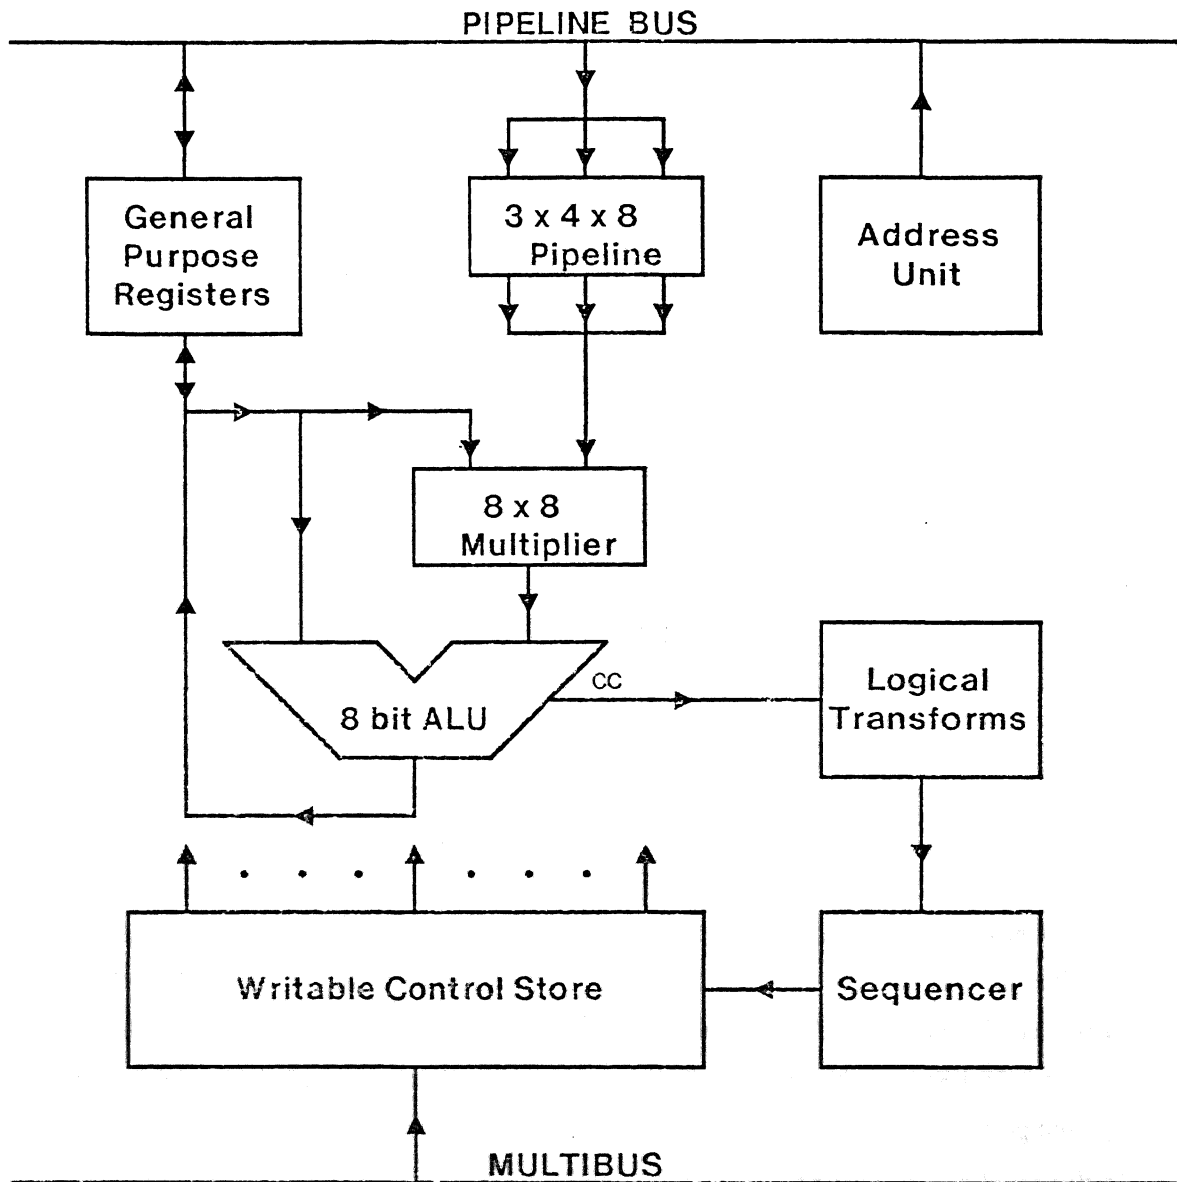 PIPELINE BUS
General
Purpose
Registers
3 x 4 x 8
Pipeline
Address
Unit
8 x 8
Multiplier
8 bit ALU
CC
Logical
Transforms
Writable Control Store
Sequencer
MULTIBUS